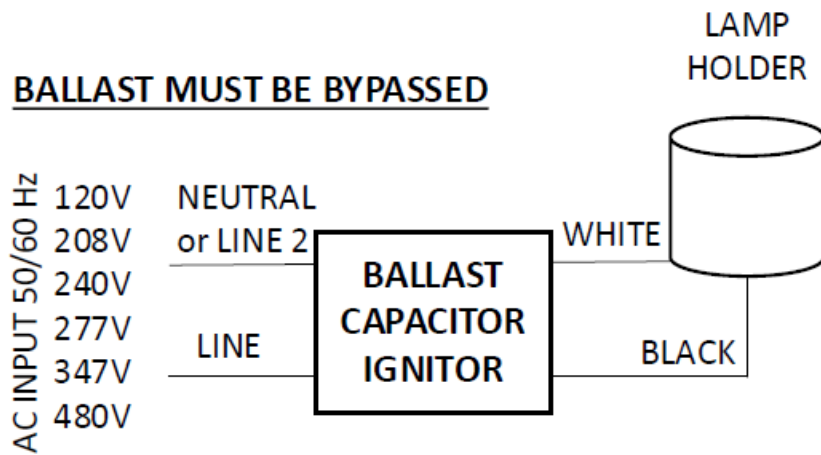 LAMP
HOLDER
BALLAST MUST BE BYPASSED
AC INPUT 50/60 Hz
120V
208V
240V
277V
347V
480V
NEUTRAL
or LINE 2
LINE
BALLAST
CAPACITOR
IGNITOR
WHITE
BLACK